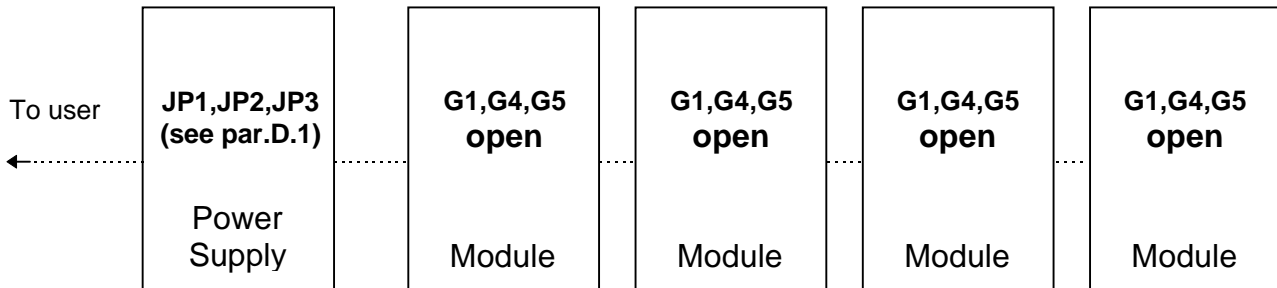 To user
JP1,JP2,JP3
(see par.D.1)
Power
Supply
G1,G4,G5
open
Module
G1,G4,G5
open
Module
G1,G4,G5
open
Module
G1,G4,G5
open
Module